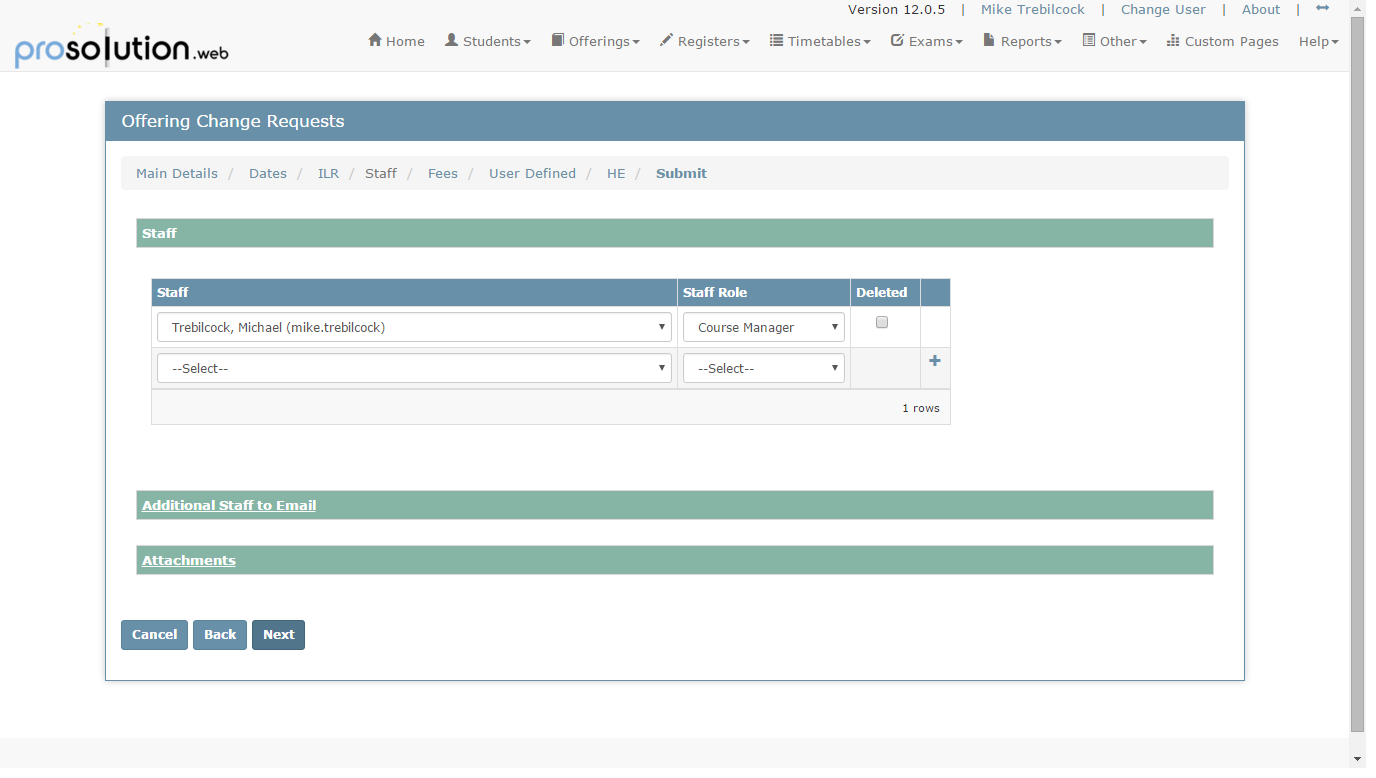 Version 12.0.5 | Mike Trebilcock | Change User | About |
prosolution.web
Home Students Offerings Registers Timetables Exams Reports Other Custom Pages Help
Offering Change Requests
Main Details / Dates / ILR / Staff / Fees / User Defined / HE / Submit
Staff
Staff Staff Role Deleted
Trebilcock, Michael (mike.trebilcock) Course Manager
--Select-- --Select-- +
1 rows
Additional Staff to Email
Attachments
Cancel Back Next